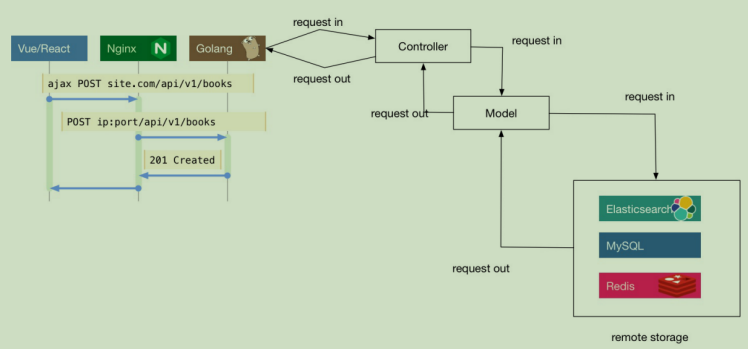 request in
Vue/React
Nginx
Golang
Controller
request in
request out
ajax POST site.com/api/v1/books
request in
request out
Model
POST ip:port/api/v1/books
201 Created
Elasticsearch
MySQL
request out
Redis
remote storage